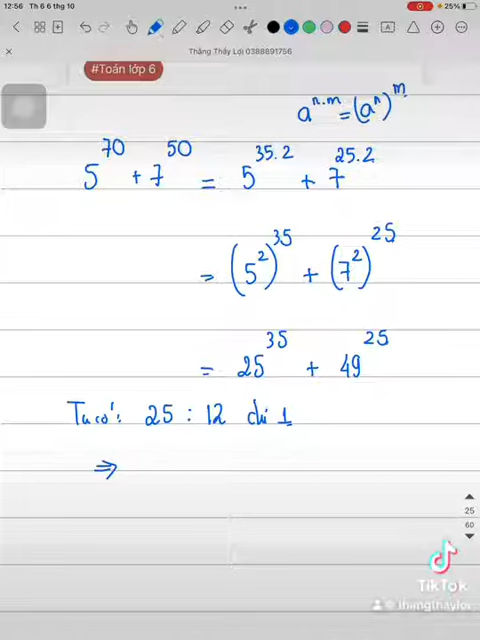 12:56 Th 6 6 thg 10 25%
Thắng Thầy Lợi 0388891756
#Toán lớp 6
a^{n.m} = (a^n)^m
5^{70} + 7^{50} = 5^{35.2} + 7^{25.2}
= (5^2)^{35} + (7^2)^{25}
= 25^{35} + 49^{25}
Ta có: 25 : 12 dư 1
⇒
25
60
TikTok